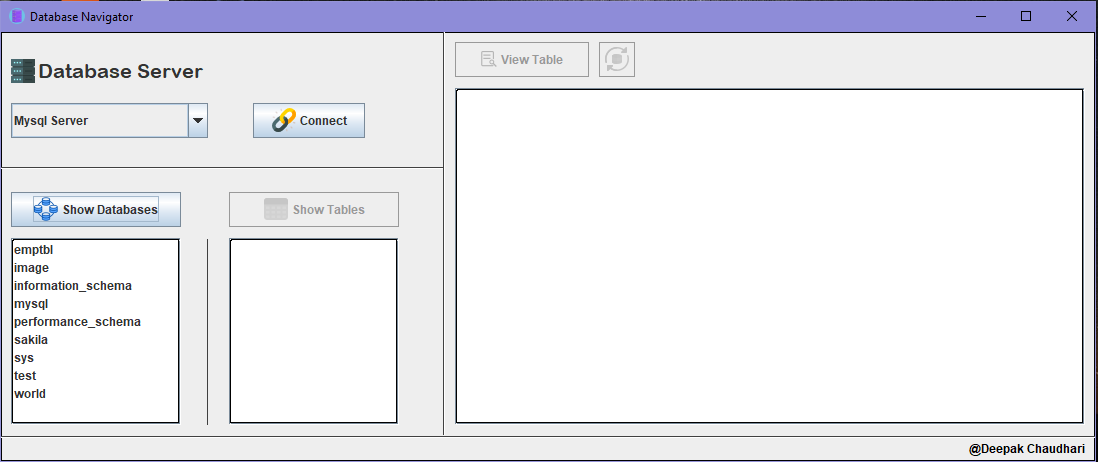 Database Navigator
Database Server
Mysql Server
Connect
Show Databases
Show Tables
emptbl
image
information_schema
mysql
performance_schema
sakila
sys
test
world
View Table
@Deepak Chaudhari